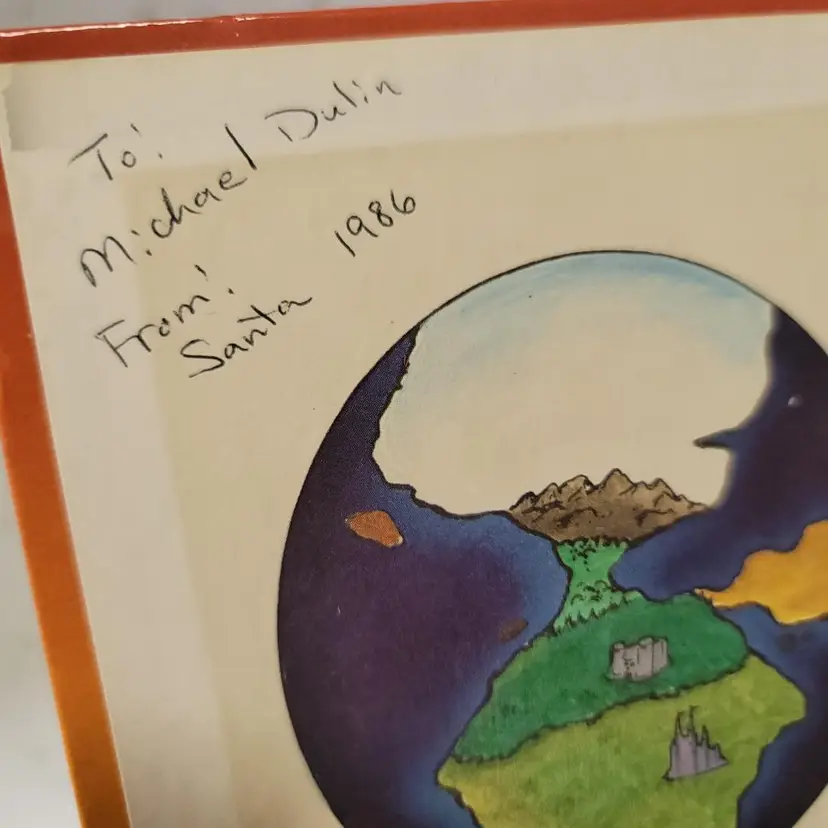 To:
Michael Dulin
From:
Santa 1986